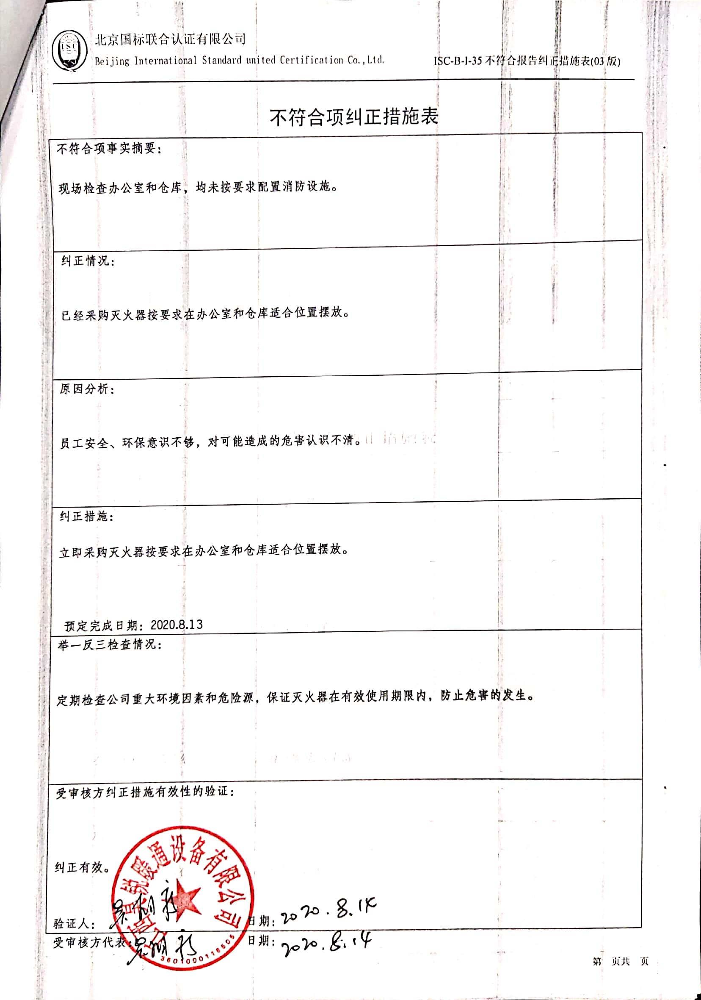 ISC
北京国标联合认证有限公司
Beijing International Standard united Certification Co.,Ltd.
ISC-B-I-35 不符合报告纠正措施表(03 版)
不符合项纠正措施表
不符合项事实摘要：
现场检查办公室和仓库，均未按要求配置消防设施。
纠正情况：
已经采购灭火器按要求在办公室和仓库适合位置摆放。
原因分析：
员工安全、环保意识不够，对可能造成的危害认识不清。
纠正措施：
立即采购灭火器按要求在办公室和仓库适合位置摆放。
预定完成日期：2020.8.13
举一反三检查情况：
定期检查公司重大环境因素和危险源，保证灭火器在有效使用期限内，防止危害的发生。
受审核方纠正措施有效性的验证：
纠正有效。
暖通设备有限公司
验证人：
日期：2020.8.14
受审核方代表：
日期：2020.8.14
3601000116505
第 页共 页